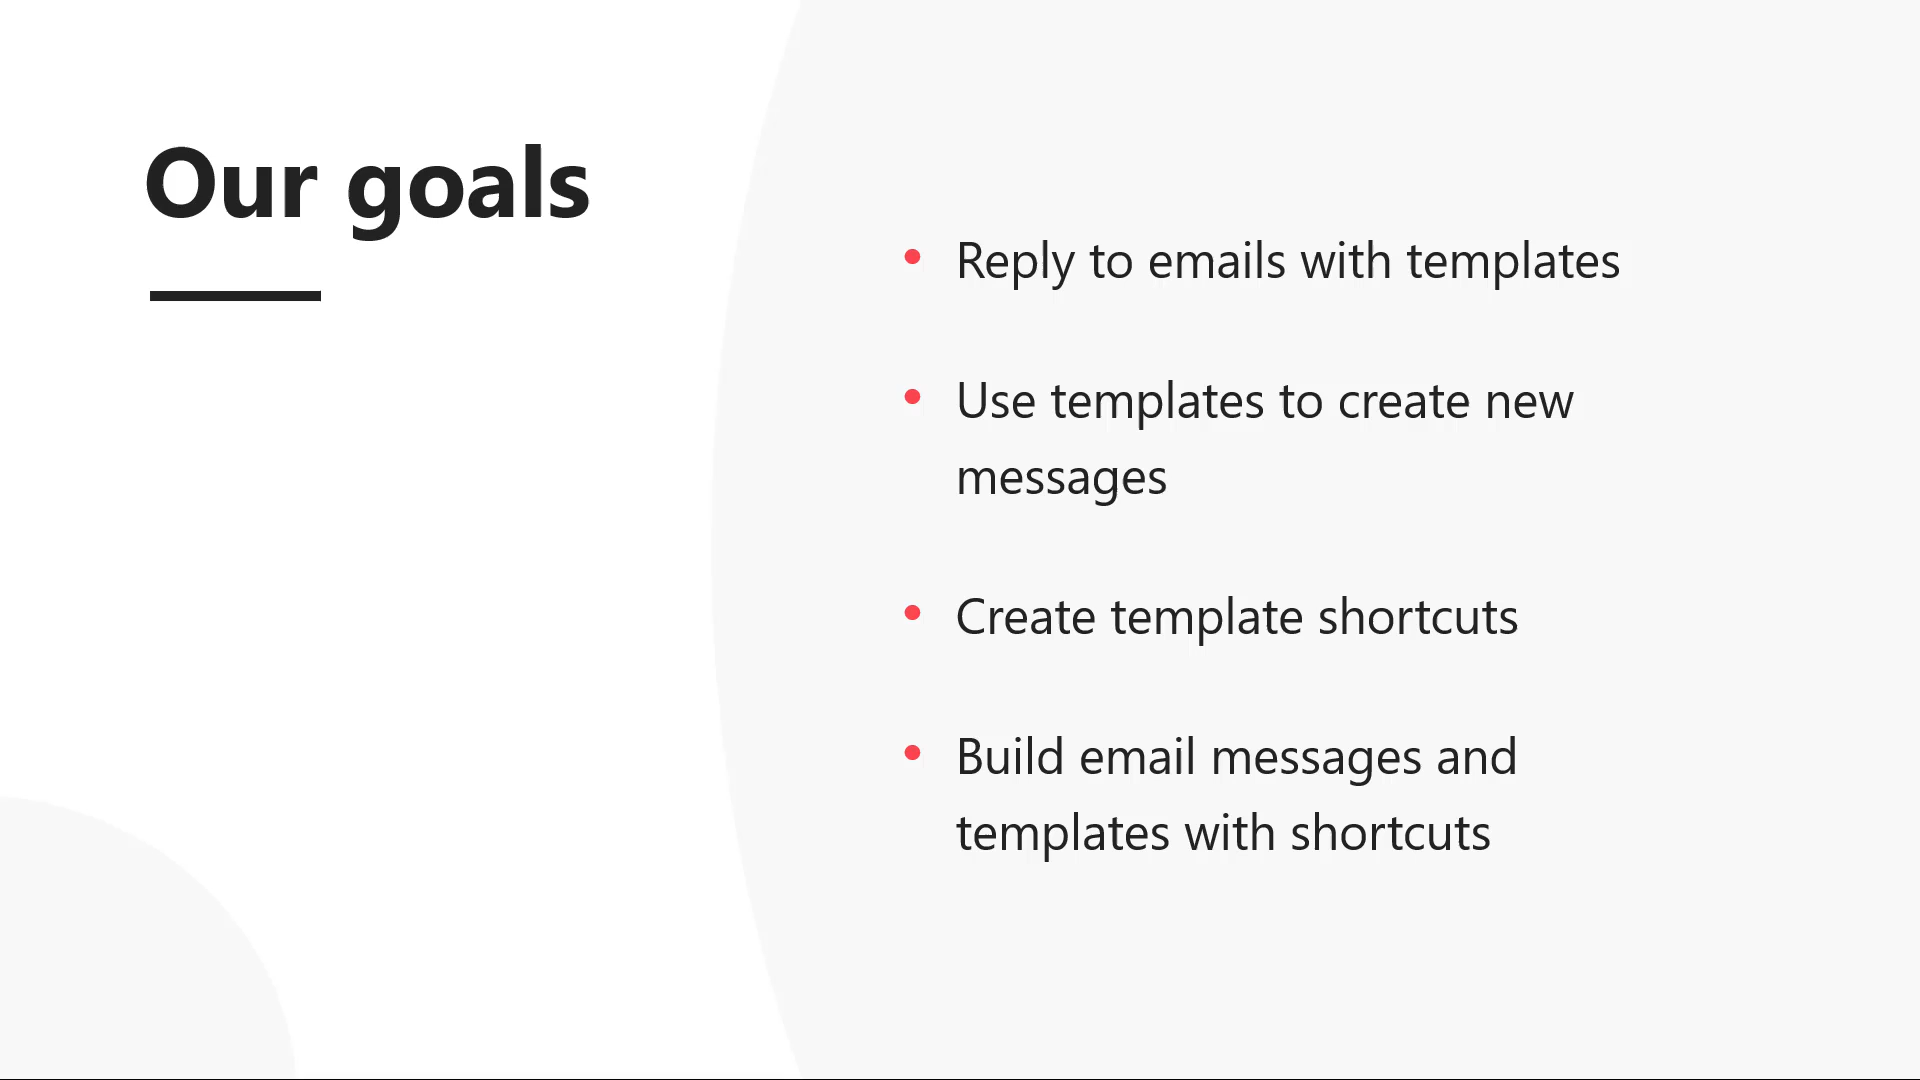 Our goals
• Reply to emails with templates
• Use templates to create new
messages
• Create template shortcuts
• Build email messages and
templates with shortcuts